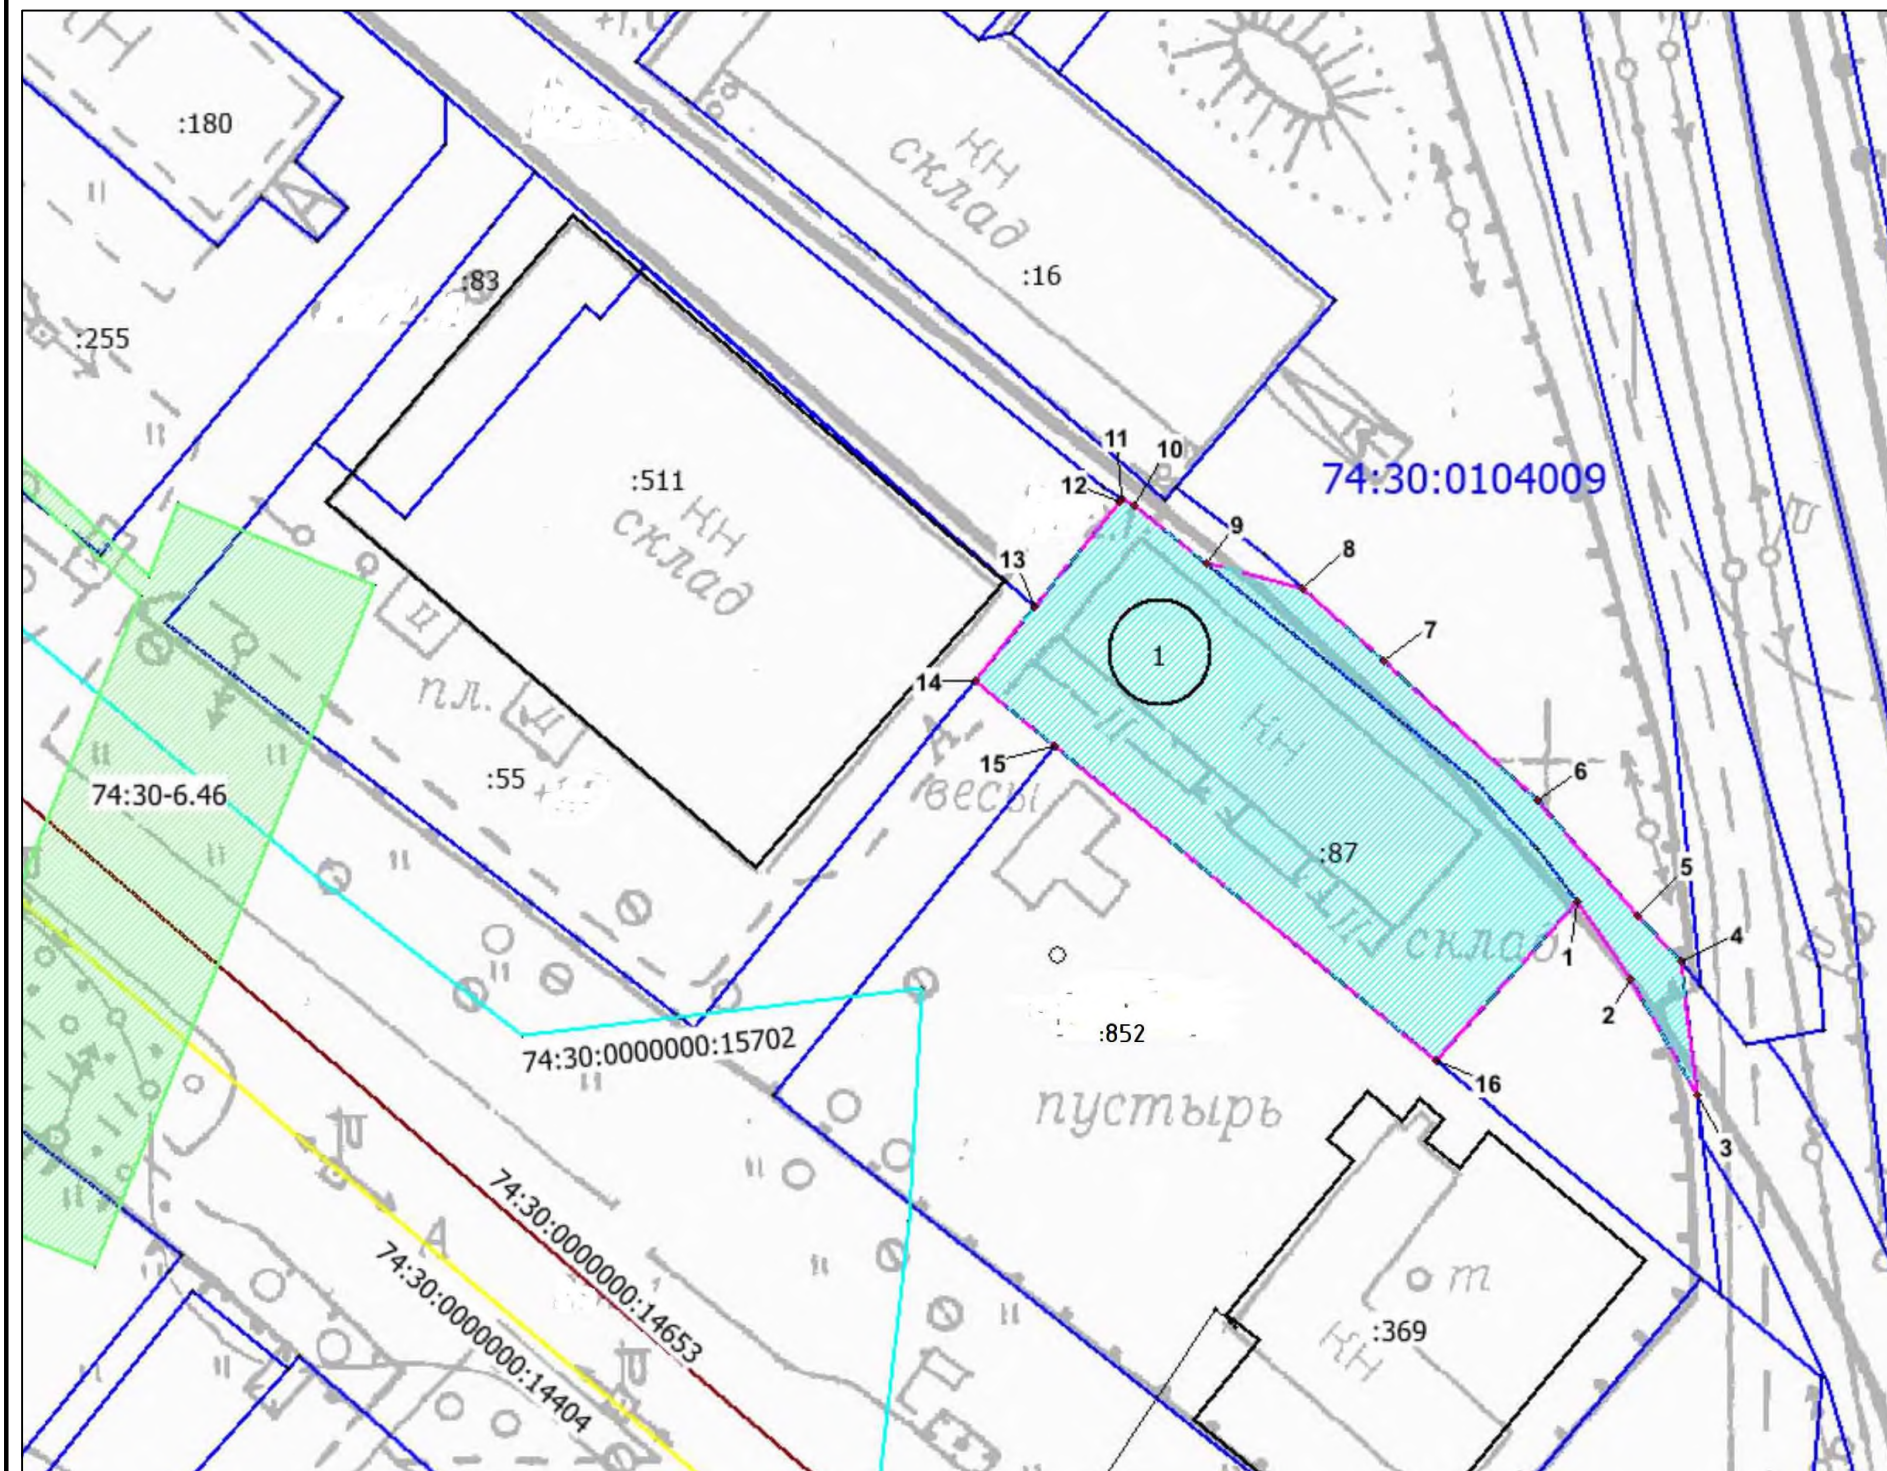 КН
:180
КН
склад
:16
:83
:255
74:30:0104009
:511
КН
склад
11
10
12
9
8
13
7
1
14
15
6
пл.
:55
весы
КН
:87
74:30-6.46
5
склад
4
1
2
:852
74:30:0000000:15702
16
пустырь
3
74:30:0000000:14653
74:30:0000000:14404
А
т
:369
КН